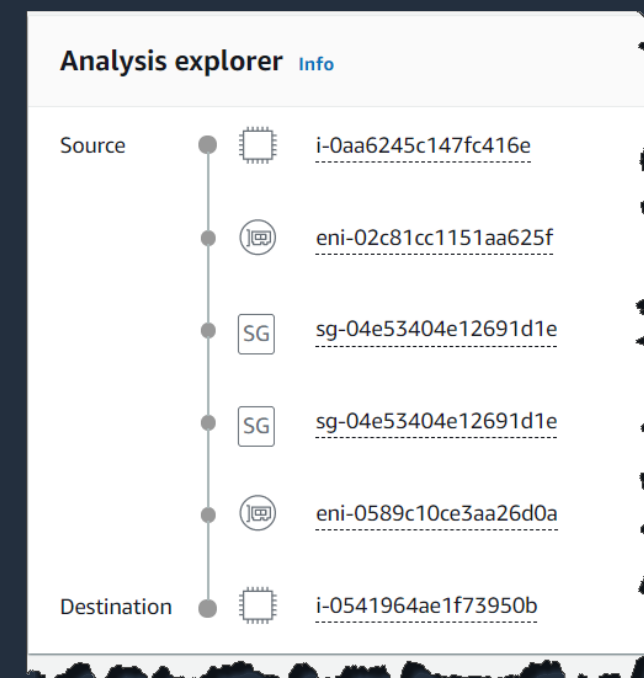 Analysis explorer Info
Source i-0aa6245c147fc416e
eni-02c81cc1151aa625f
SG sg-04e53404e12691d1e
SG sg-04e53404e12691d1e
eni-0589c10ce3aa26d0a
Destination i-0541964ae1f73950b